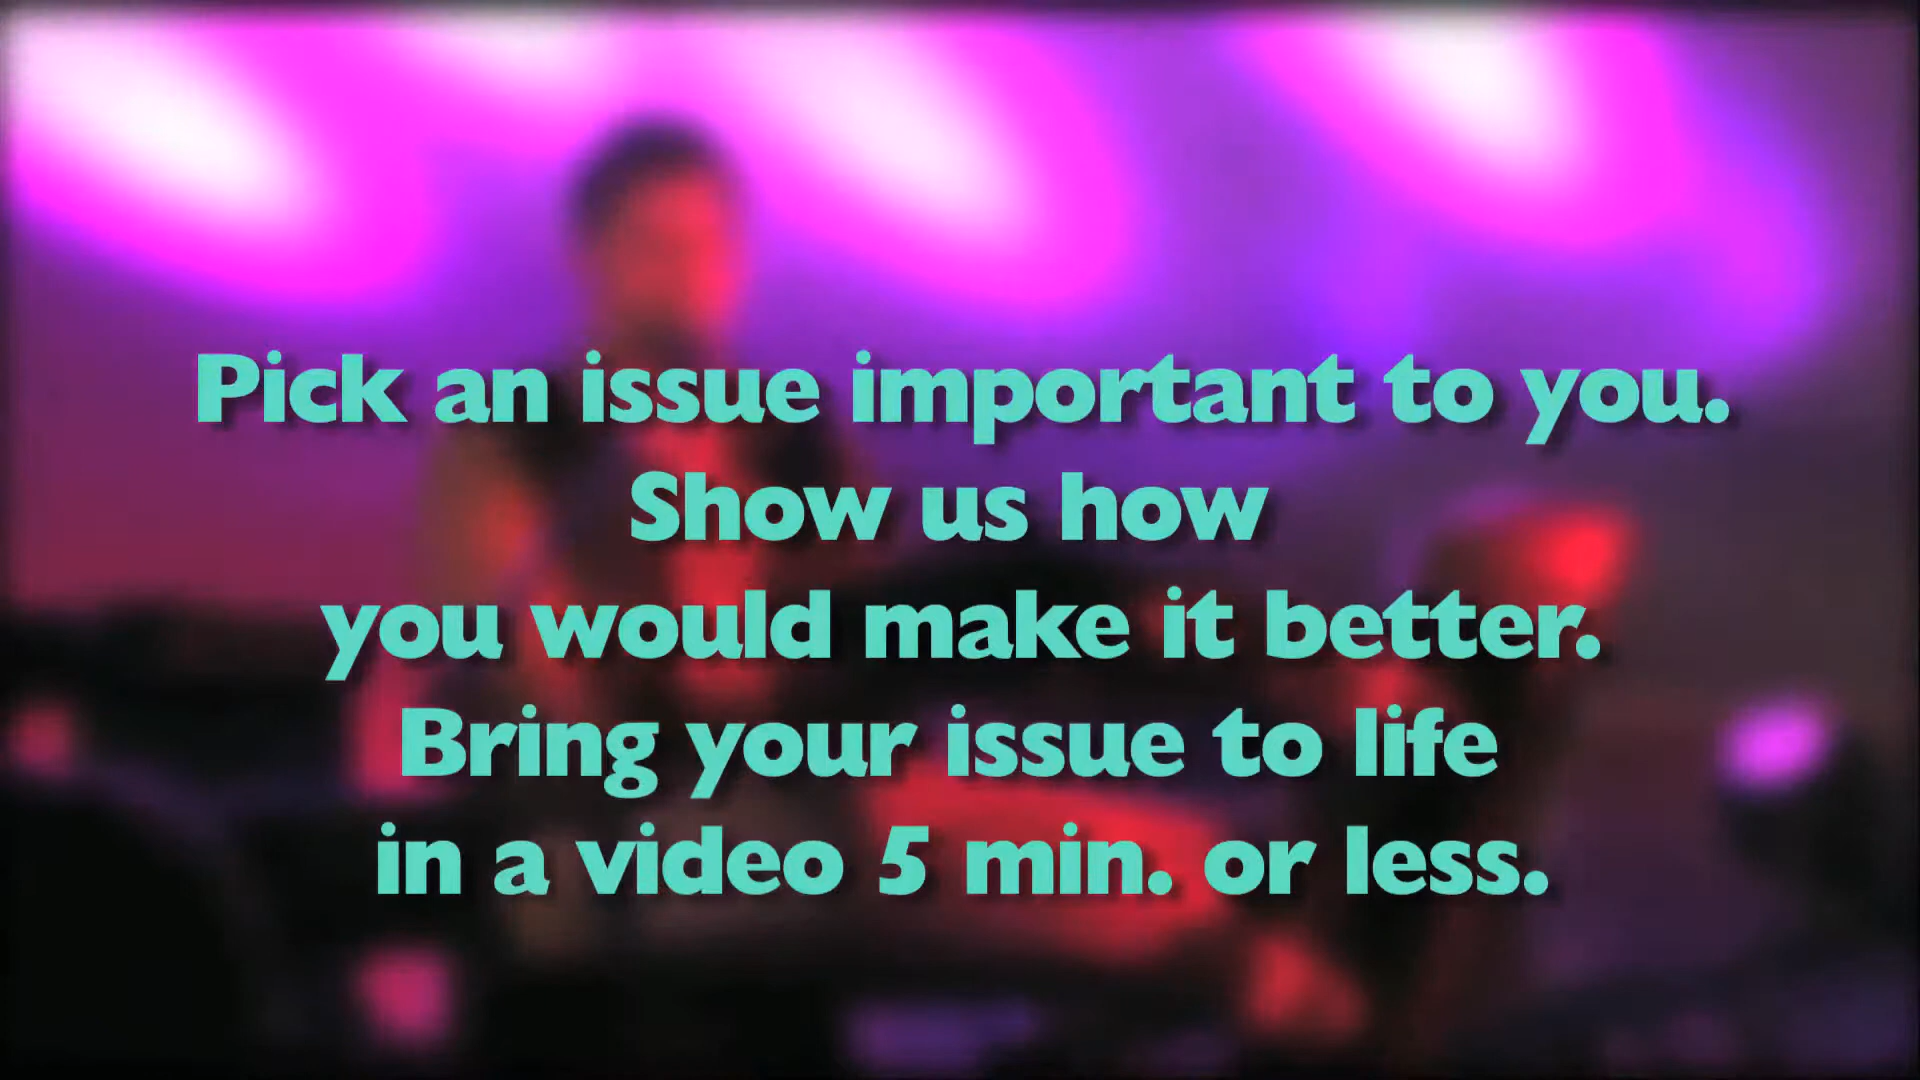 Pick an issue important to you.
Show us how
you would make it better.
Bring your issue to life
in a video 5 min. or less.